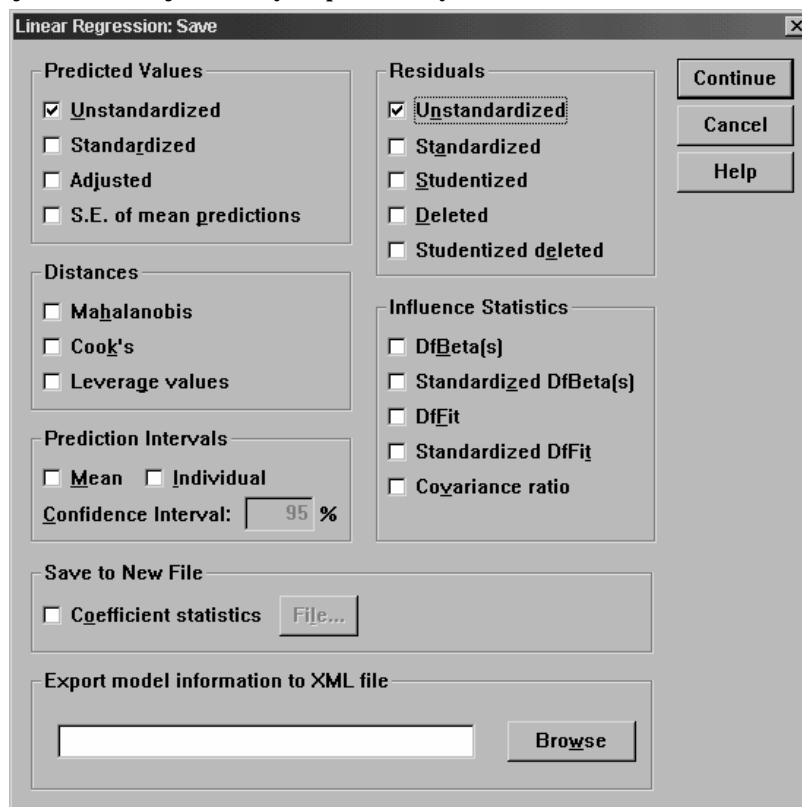 Linear Regression: Save
Predicted Values
Unstandardized
Standardized
Adjusted
S.E. of mean predictions
Distances
Mahalanobis
Cook's
Leverage values
Prediction Intervals
Mean Individual
Confidence Interval: 95 %
Residuals
Unstandardized
Standardized
Studentized
Deleted
Studentized deleted
Influence Statistics
DfBeta(s)
Standardized DfBeta(s)
DfFit
Standardized DfFit
Covariance ratio
Continue
Cancel
Help
Save to New File
Coefficient statistics File...
Export model information to XML file
Browse